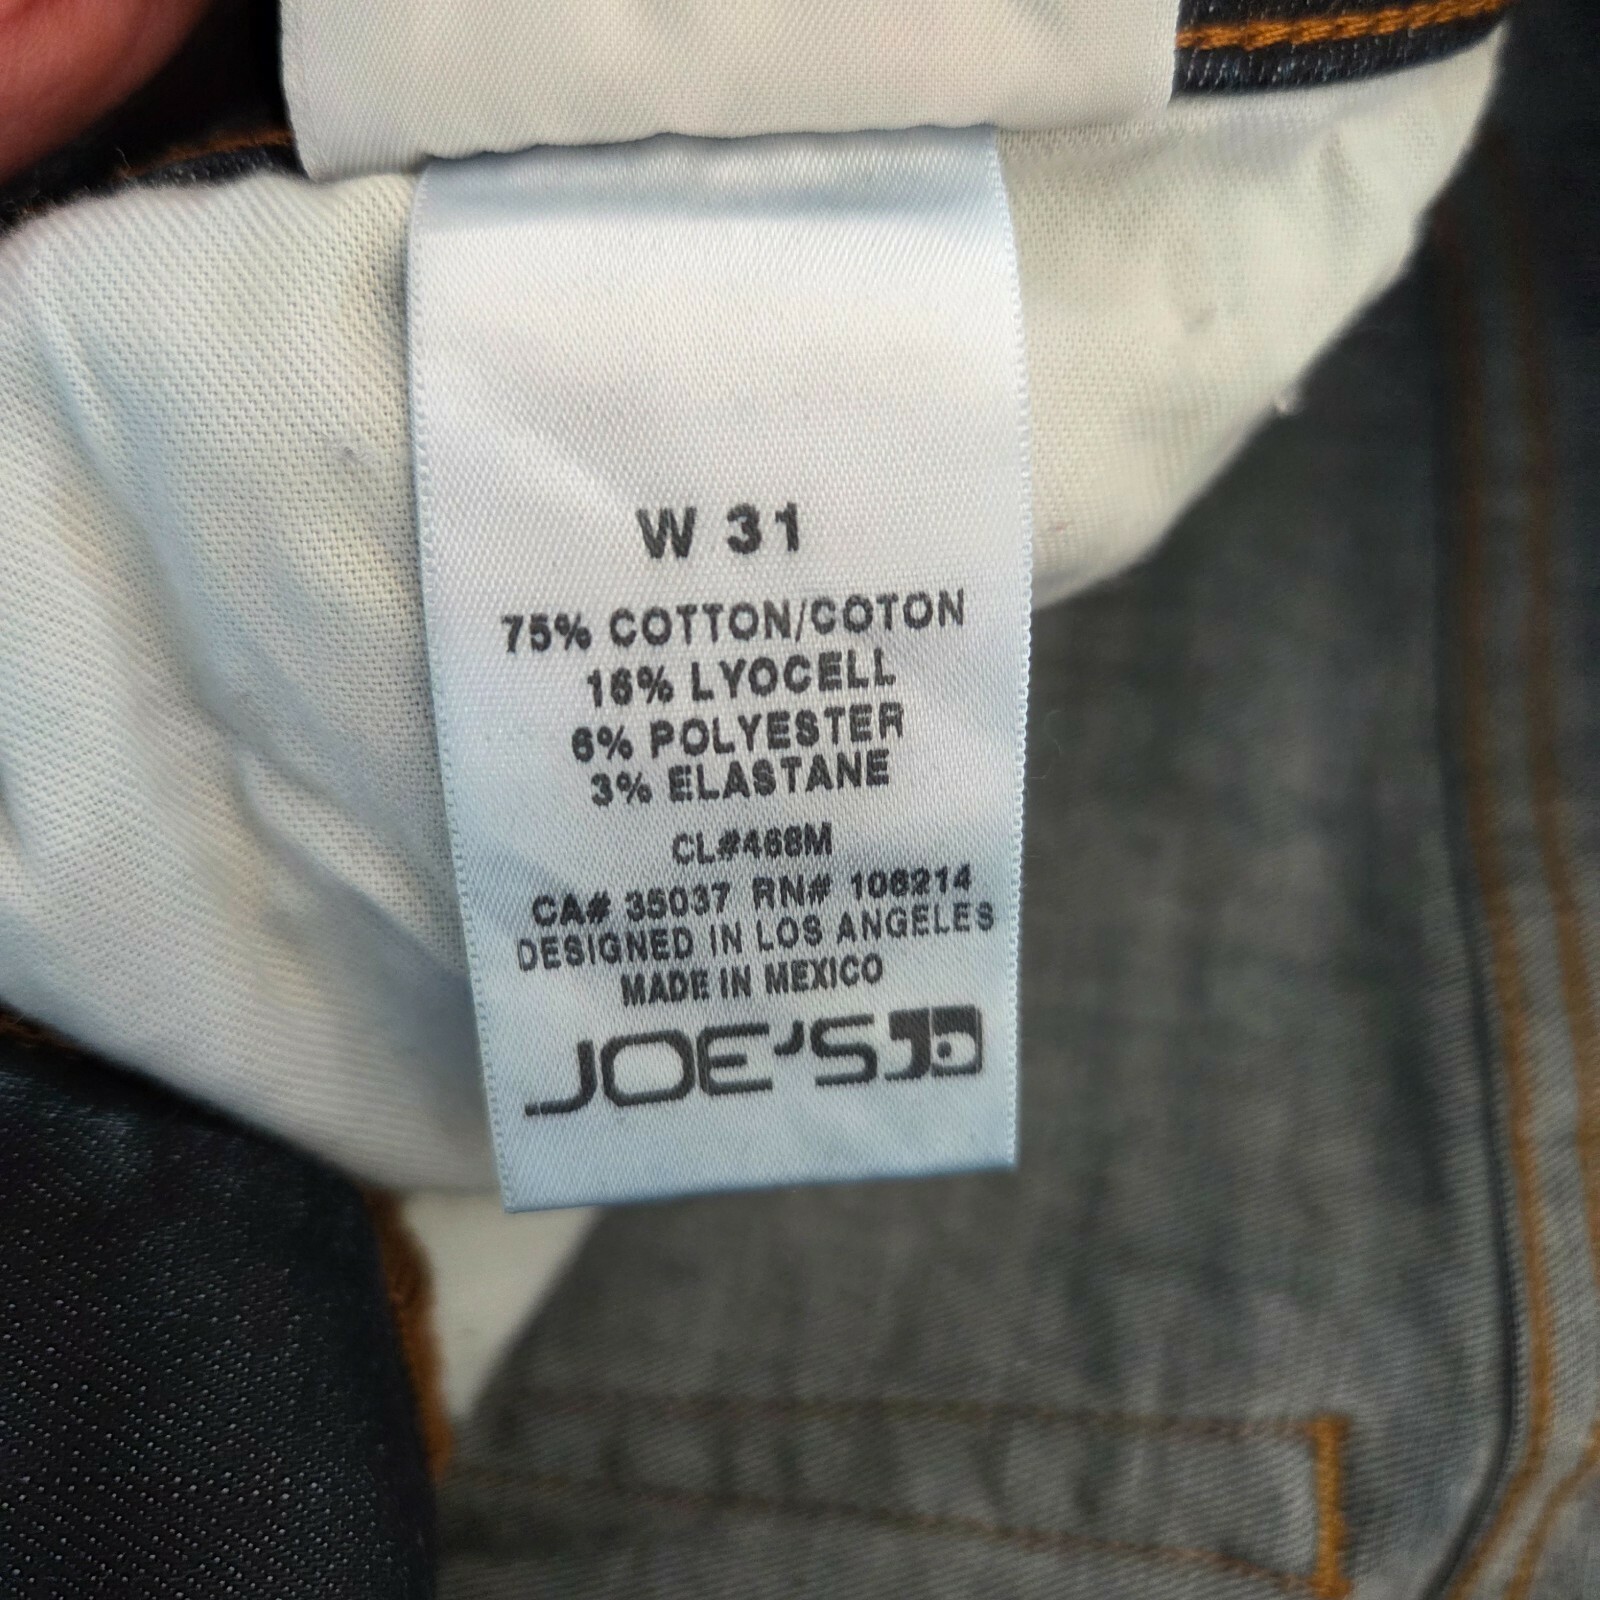 W 31
75% COTTON/COTON
16% LYOCELL
6% POLYESTER
3% ELASTANE
CL#468M
CA# 35037 RN# 106214
DESIGNED IN LOS ANGELES
MADE IN MEXICO
JOE'S